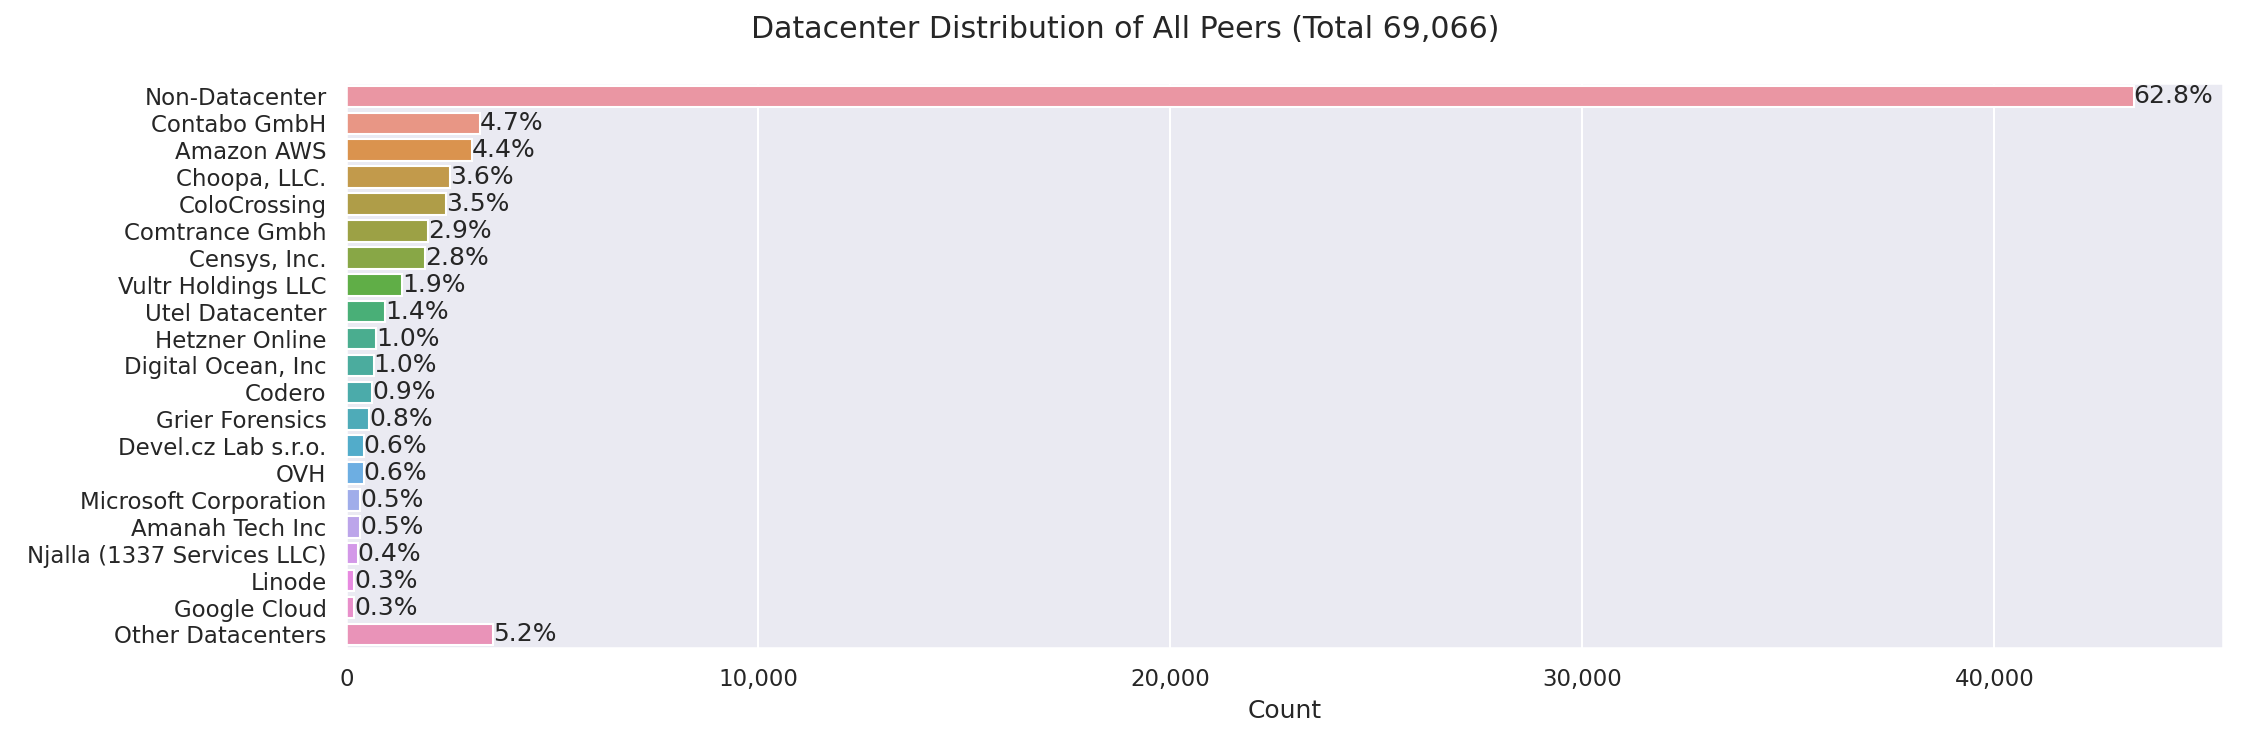 Datacenter Distribution of All Peers (Total 69,066)
Non-Datacenter 62.8%
Contabo GmbH 4.7%
Amazon AWS 4.4%
Choopa, LLC. 3.6%
ColoCrossing 3.5%
Comtrance Gmbh 2.9%
Censys, Inc. 2.8%
Vultr Holdings LLC 1.9%
Utel Datacenter 1.4%
Hetzner Online 1.0%
Digital Ocean, Inc 1.0%
Codero 0.9%
Grier Forensics 0.8%
Devel.cz Lab s.r.o. 0.6%
OVH 0.6%
Microsoft Corporation 0.5%
Amanah Tech Inc 0.5%
Njalla (1337 Services LLC) 0.4%
Linode 0.3%
Google Cloud 0.3%
Other Datacenters 5.2%
0 10,000 20,000 30,000 40,000
Count